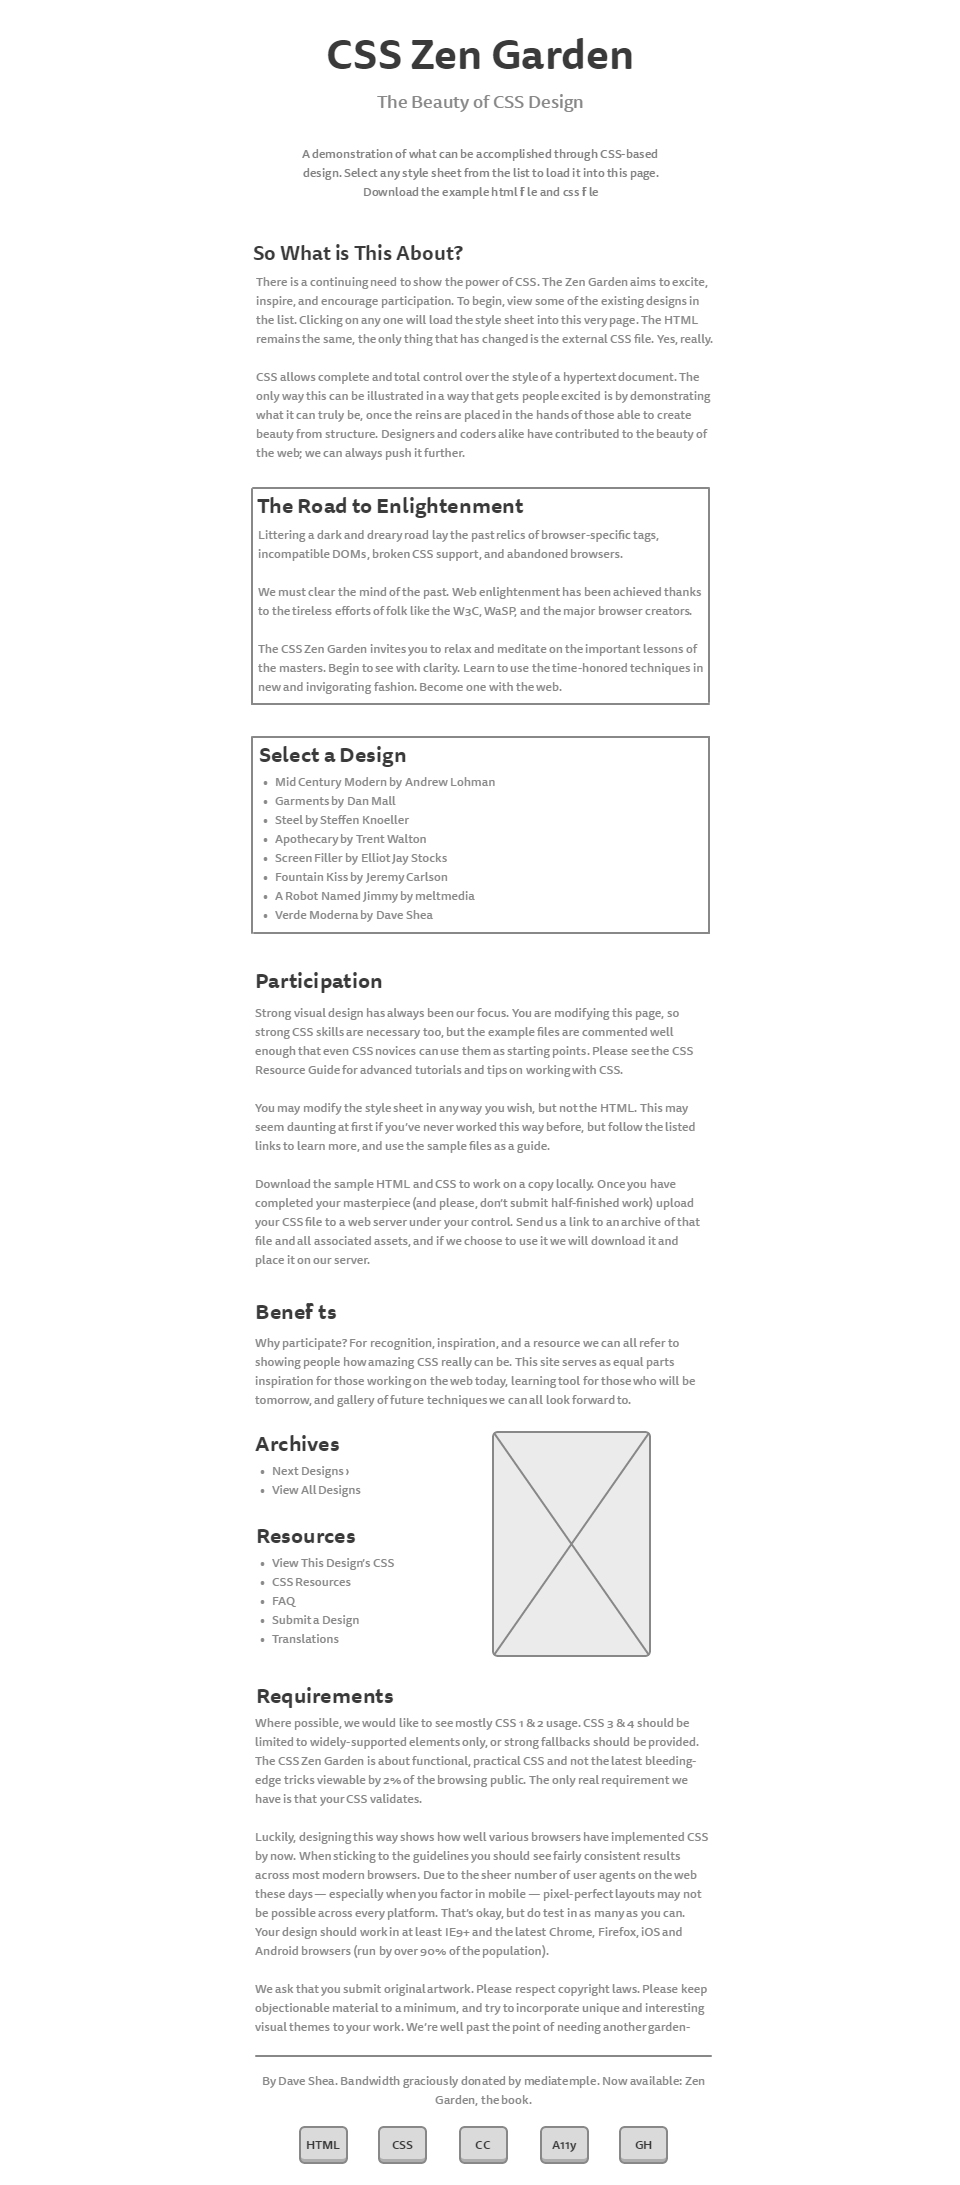 CSS Zen Garden
The Beauty of CSS Design
A demonstration of what can be accomplished through CSS-based
design. Select any style sheet from the list to load it into this page.
Download the example html f le and css f le
So What is This About?
There is a continuing need to show the power of CSS. The Zen Garden aims to excite,
inspire, and encourage participation. To begin, view some of the existing designs in
the list. Clicking on any one will load the style sheet into this very page. The HTML
remains the same, the only thing that has changed is the external CSS file. Yes, really.
CSS allows complete and total control over the style of a hypertext document. The
only way this can be illustrated in a way that gets people excited is by demonstrating
what it can truly be, once the reins are placed in the hands of those able to create
beauty from structure. Designers and coders alike have contributed to the beauty of
the web; we can always push it further.
The Road to Enlightenment
Littering a dark and dreary road lay the past relics of browser-specific tags,
incompatible DOMs, broken CSS support, and abandoned browsers.
We must clear the mind of the past. Web enlightenment has been achieved thanks
to the tireless efforts of folk like the W3C, WaSP, and the major browser creators.
The CSS Zen Garden invites you to relax and meditate on the important lessons of
the masters. Begin to see with clarity. Learn to use the time-honored techniques in
new and invigorating fashion. Become one with the web.
Select a Design
• Mid Century Modern by Andrew Lohman
• Garments by Dan Mall
• Steel by Steffen Knoeller
• Apothecary by Trent Walton
• Screen Filler by Elliot Jay Stocks
• Fountain Kiss by Jeremy Carlson
• A Robot Named Jimmy by meltmedia
• Verde Moderna by Dave Shea
Participation
Strong visual design has always been our focus. You are modifying this page, so
strong CSS skills are necessary too, but the example files are commented well
enough that even CSS novices can use them as starting points. Please see the CSS
Resource Guide for advanced tutorials and tips on working with CSS.
You may modify the style sheet in any way you wish, but not the HTML. This may
seem daunting at first if you've never worked this way before, but follow the listed
links to learn more, and use the sample files as a guide.
Download the sample HTML and CSS to work on a copy locally. Once you have
completed your masterpiece (and please, don't submit half-finished work) upload
your CSS file to a web server under your control. Send us a link to an archive of that
file and all associated assets, and if we choose to use it we will download it and
place it on our server.
Benef ts
Why participate? For recognition, inspiration, and a resource we can all refer to
showing people how amazing CSS really can be. This site serves as equal parts
inspiration for those working on the web today, learning tool for those who will be
tomorrow, and gallery of future techniques we can all look forward to.
Archives
• Next Designs ›
• View All Designs
Resources
• View This Design's CSS
• CSS Resources
• FAQ
• Submit a Design
• Translations
Requirements
Where possible, we would like to see mostly CSS 1 & 2 usage. CSS 3 & 4 should be
limited to widely-supported elements only, or strong fallbacks should be provided.
The CSS Zen Garden is about functional, practical CSS and not the latest bleeding-
edge tricks viewable by 2% of the browsing public. The only real requirement we
have is that your CSS validates.
Luckily, designing this way shows how well various browsers have implemented CSS
by now. When sticking to the guidelines you should see fairly consistent results
across most modern browsers. Due to the sheer number of user agents on the web
these days — especially when you factor in mobile — pixel-perfect layouts may not
be possible across every platform. That's okay, but do test in as many as you can.
Your design should work in at least IE9+ and the latest Chrome, Firefox, iOS and
Android browsers (run by over 90% of the population).
We ask that you submit original artwork. Please respect copyright laws. Please keep
objectionable material to a minimum, and try to incorporate unique and interesting
visual themes to your work. We're well past the point of needing another garden-
By Dave Shea. Bandwidth graciously donated by mediatemple. Now available: Zen
Garden, the book.
HTML CSS CC A11y GH